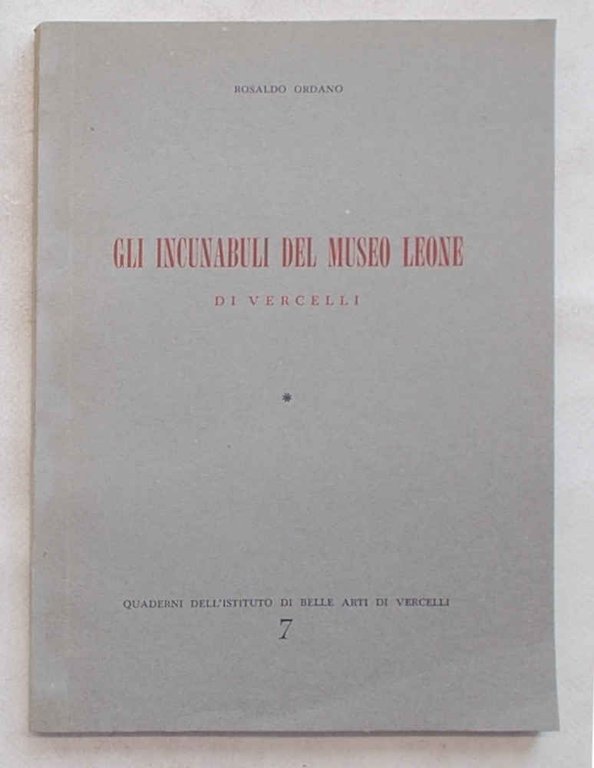 ROSALDO ORDANO
GLI INCUNABULI DEL MUSEO LEONE
DI VERCELLI
*
QUADERNI DELL'ISTITUTO DI BELLE ARTI DI VERCELLI
7